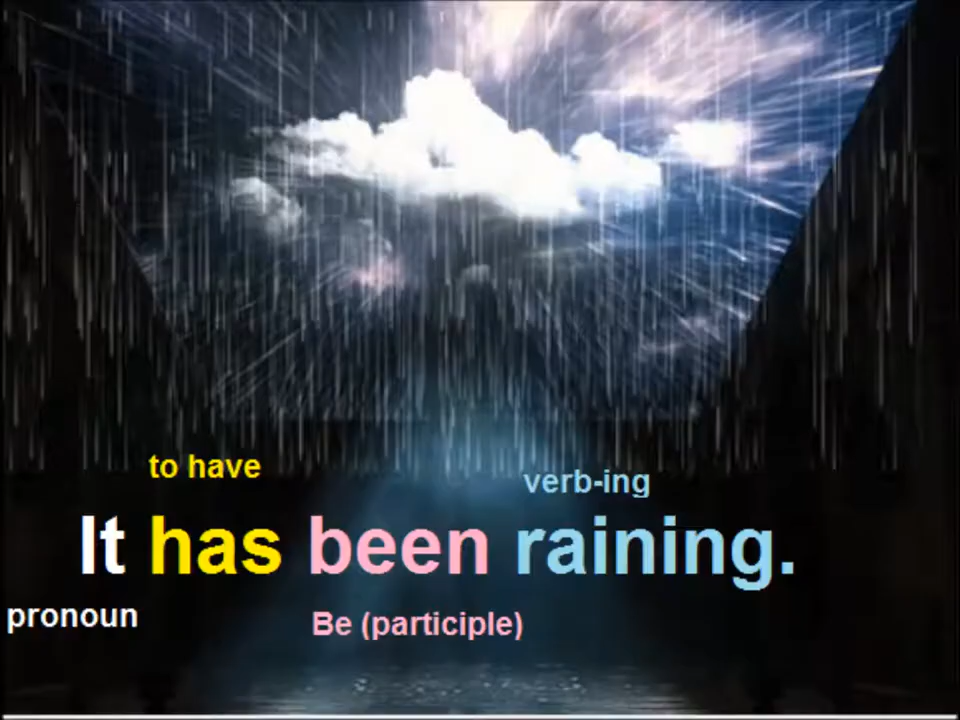 to have
verb-ing
It has been raining.
pronoun
Be (participle)